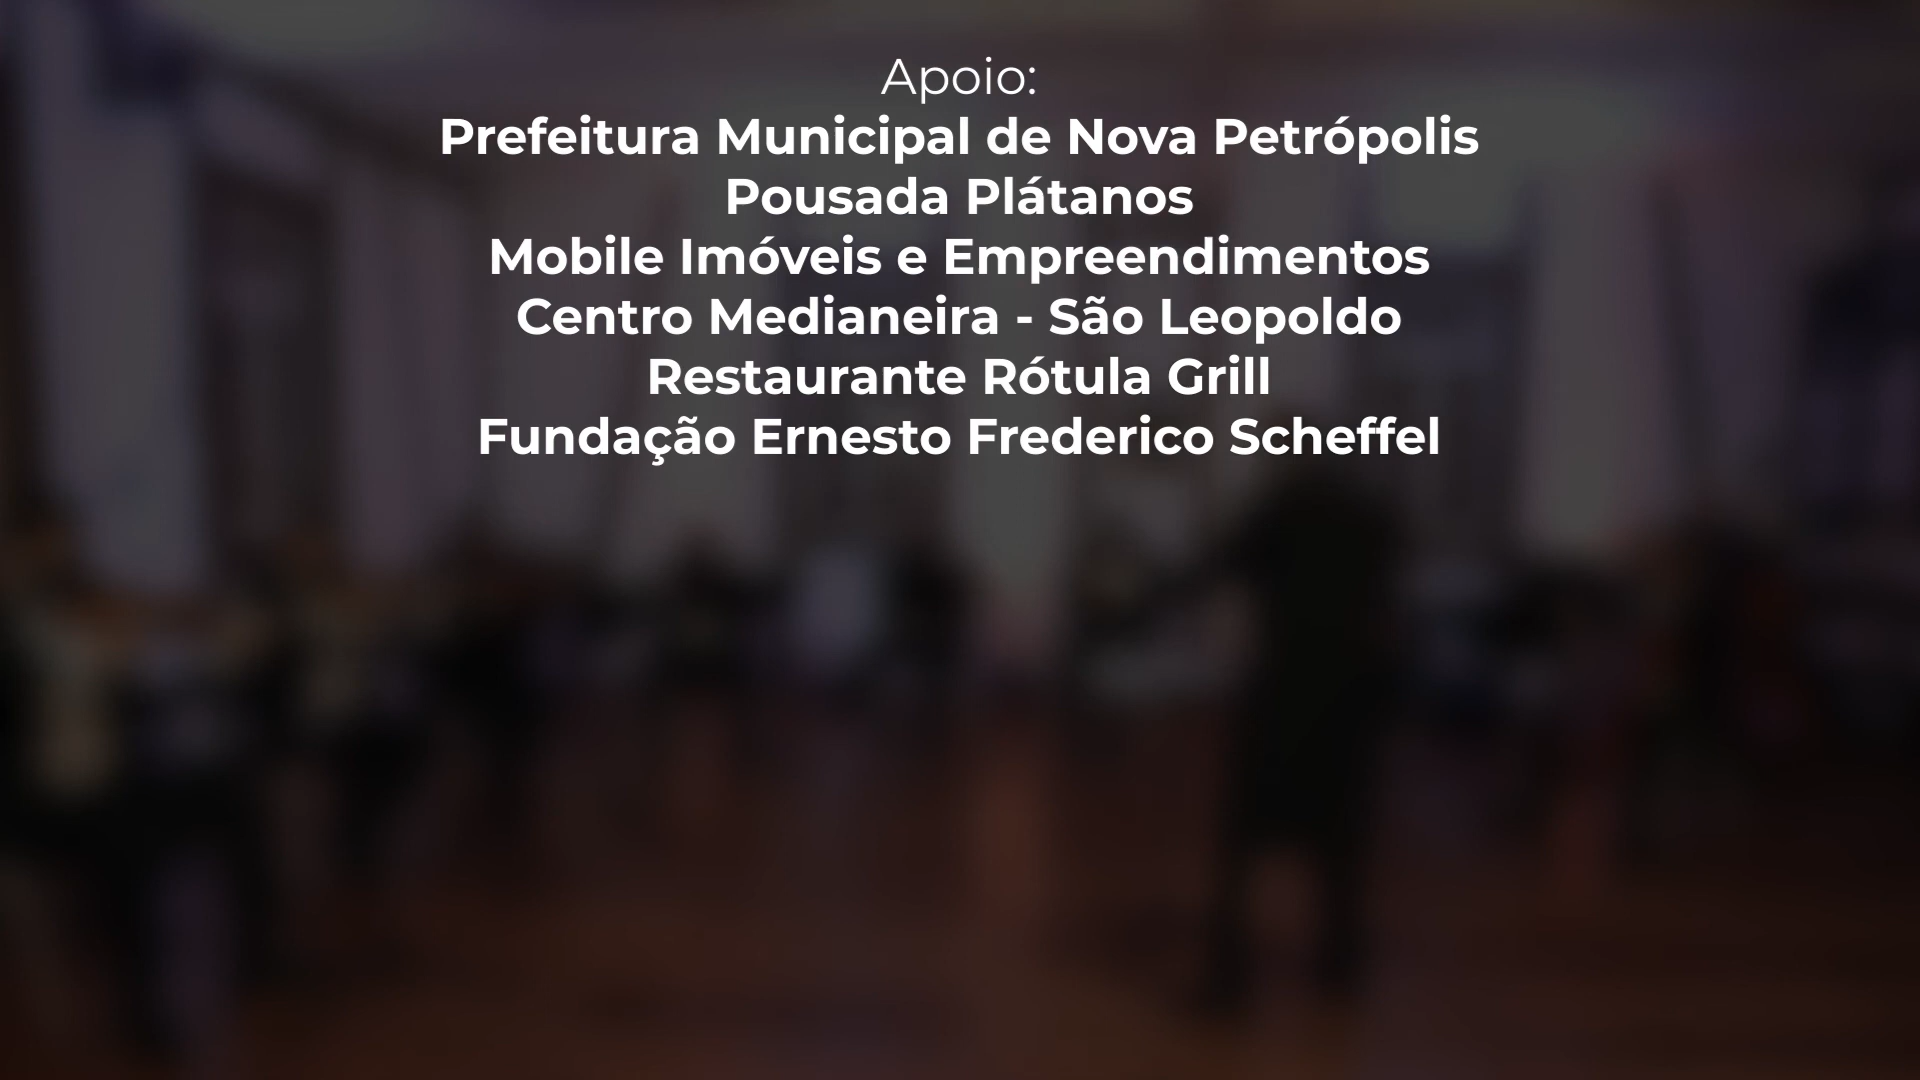 Apoio:
Prefeitura Municipal de Nova Petrópolis
Pousada Plátanos
Mobile Imóveis e Empreendimentos
Centro Medianeira - São Leopoldo
Restaurante Rótula Grill
Fundação Ernesto Frederico Scheffel